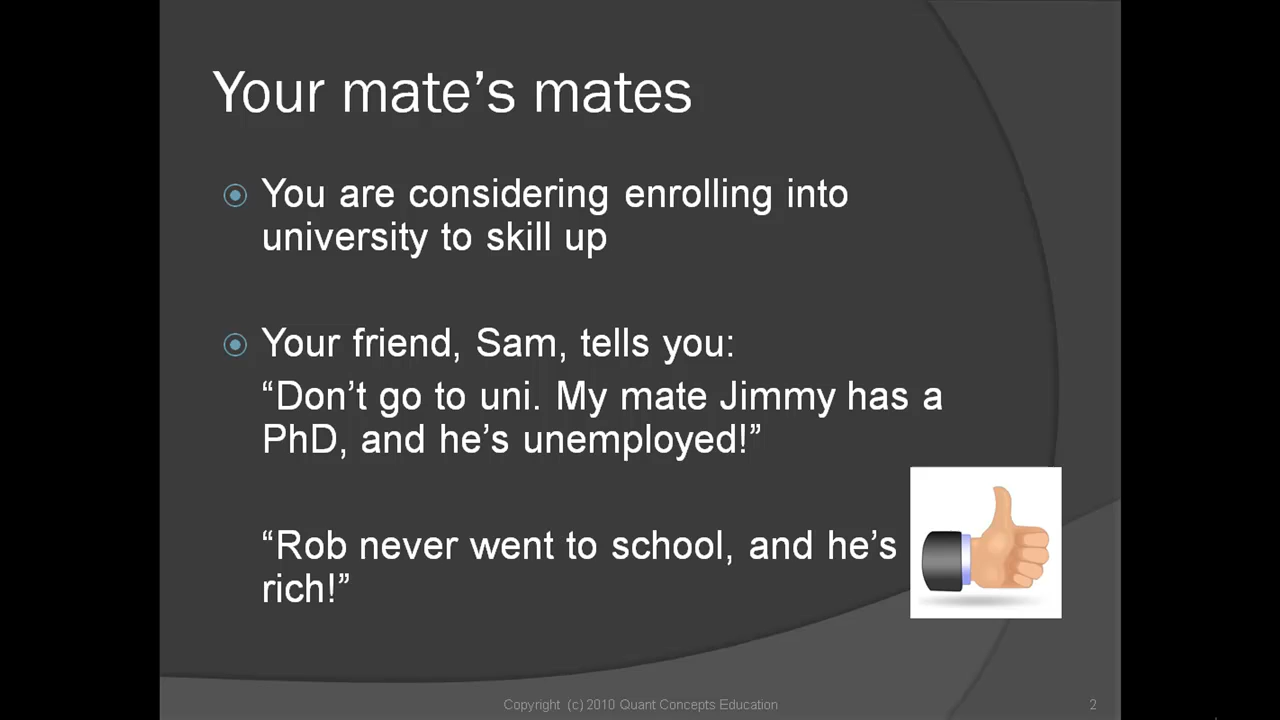 Your mate’s mates
You are considering enrolling into
university to skill up
Your friend, Sam, tells you:
“Don’t go to uni. My mate Jimmy has a
PhD, and he’s unemployed!”
“Rob never went to school, and he’s
rich!”
Copyright (c) 2010 Quant Concepts Education
2